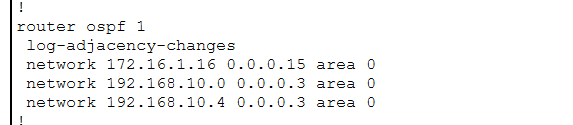 !
router ospf 1
log-adjacency-changes
network 172.16.1.16 0.0.0.15 area 0
network 192.168.10.0 0.0.0.3 area 0
network 192.168.10.4 0.0.0.3 area 0
!